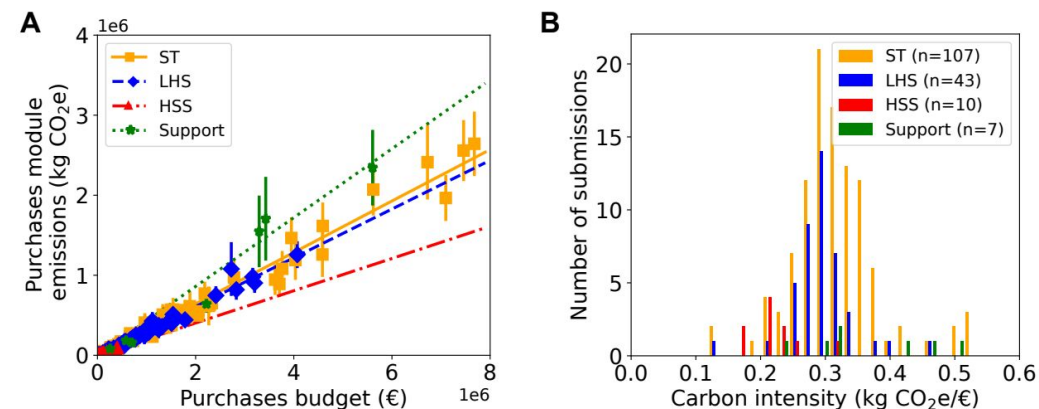 A
1e6
4
3
2
1
0
Purchases module
emissions (kg CO₂e)
ST
LHS
HSS
Support
0
2
4
6
8
1e6
Purchases budget (€)
B
20
15
10
5
0
Number of submissions
ST (n=107)
LHS (n=43)
HSS (n=10)
Support (n=7)
0.0
0.1
0.2
0.3
0.4
0.5
0.6
Carbon intensity (kg CO₂e/€)